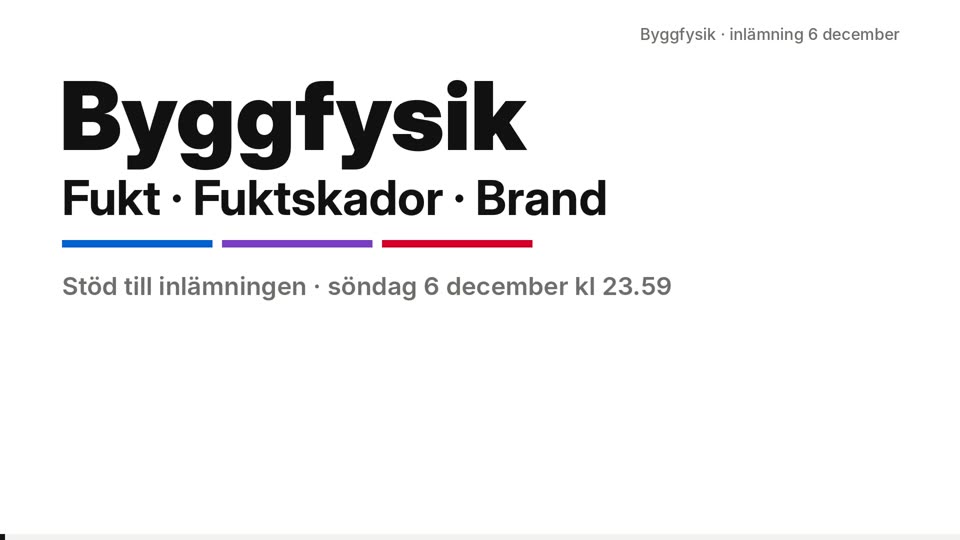 Byggfysik · inlämning 6 december
Byggfysik
Fukt · Fuktskador · Brand
Stöd till inlämningen · söndag 6 december kl 23.59